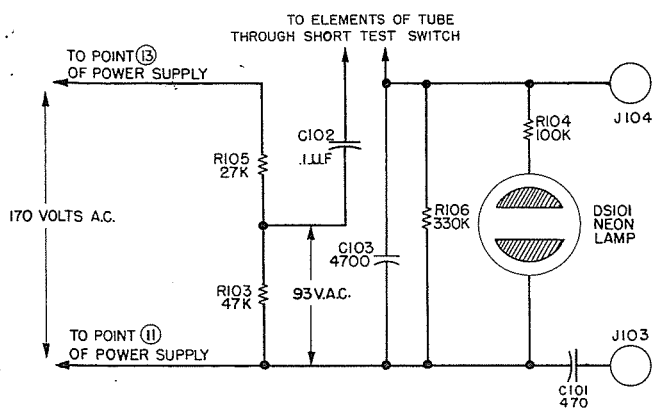 TO ELEMENTS OF TUBE
THROUGH SHORT TEST SWITCH
TO POINT ⑬
OF POWER SUPPLY
J104
R104
100K
C102
.1UF
R105
27K
170 VOLTS A.C.
R106
330K
DS101
NEON
LAMP
C103
4700
R103
47K
93 V.A.C.
TO POINT ⑪
OF POWER SUPPLY
J103
C101
470